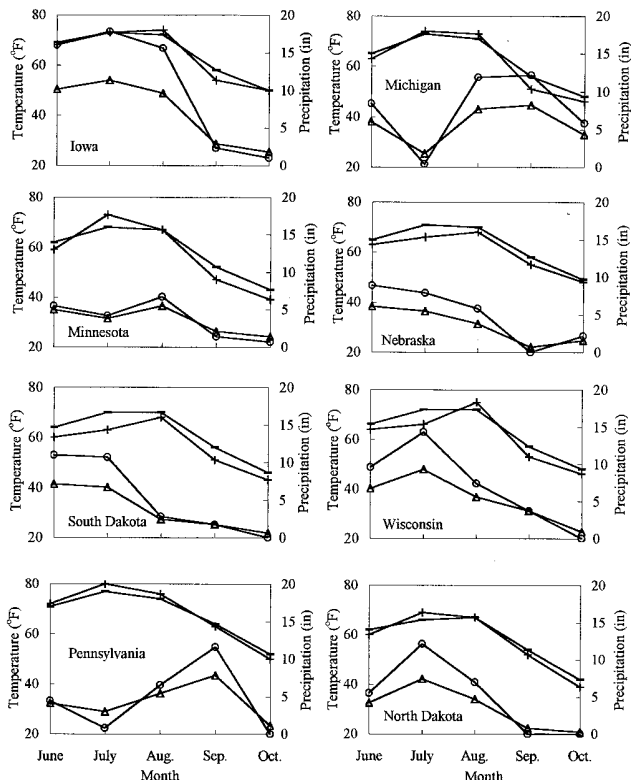 Temperature (°F)
80
60
40
20
Iowa
20
15
10
5
0
Precipitation (in)
Temperature (°F)
80
60
40
20
Michigan
20
15
10
5
0
Precipitation (in)
Temperature (°F)
80
60
40
20
Minnesota
20
15
10
5
0
Precipitation (in)
Temperature (°F)
80
60
40
20
Nebraska
20
15
10
5
0
Precipitation (in)
Temperature (°F)
80
60
40
20
South Dakota
20
15
10
5
0
Precipitation (in)
Temperature (°F)
80
60
40
20
Wisconsin
20
15
10
5
0
Precipitation (in)
Temperature (°F)
80
60
40
20
Pennsylvania
20
15
10
5
0
Precipitation (in)
June July Aug. Sep. Oct.
Month
Temperature (°F)
80
60
40
20
North Dakota
20
15
10
5
0
Precipitation (in)
June July Aug. Sep. Oct.
Month